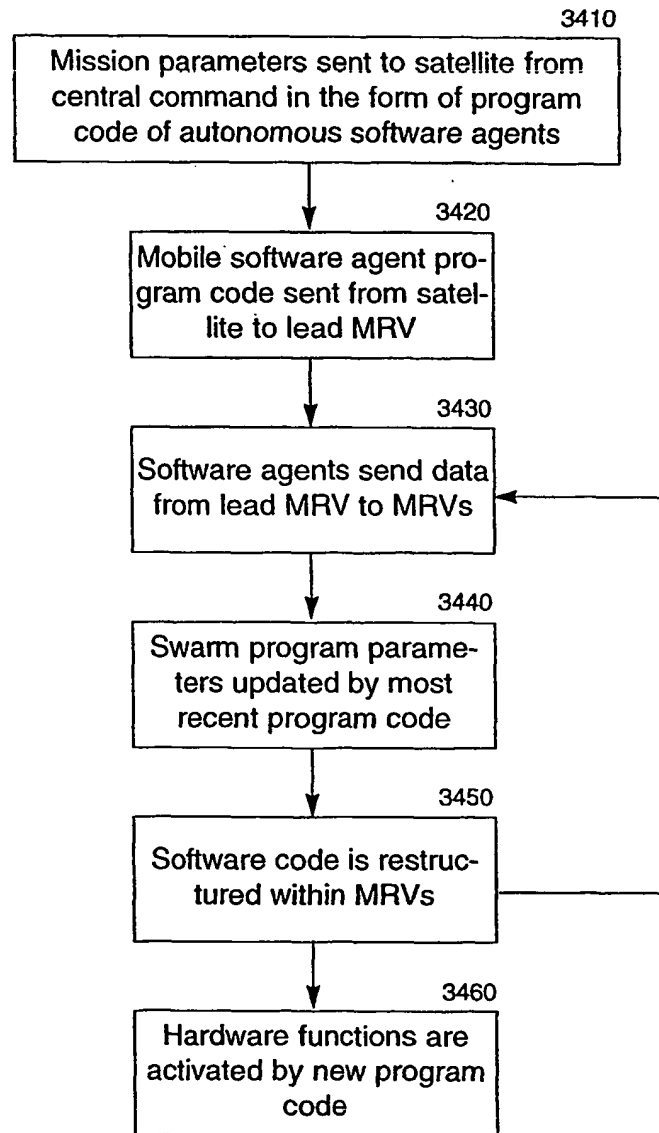 3410
Mission parameters sent to satellite from
central command in the form of program
code of autonomous software agents
3420
Mobile software agent pro-
gram code sent from satel-
lite to lead MRV
3430
Software agents send data
from lead MRV to MRVs
3440
Swarm program parame-
ters updated by most
recent program code
3450
Software code is restruc-
tured within MRVs
3460
Hardware functions are
activated by new program
code